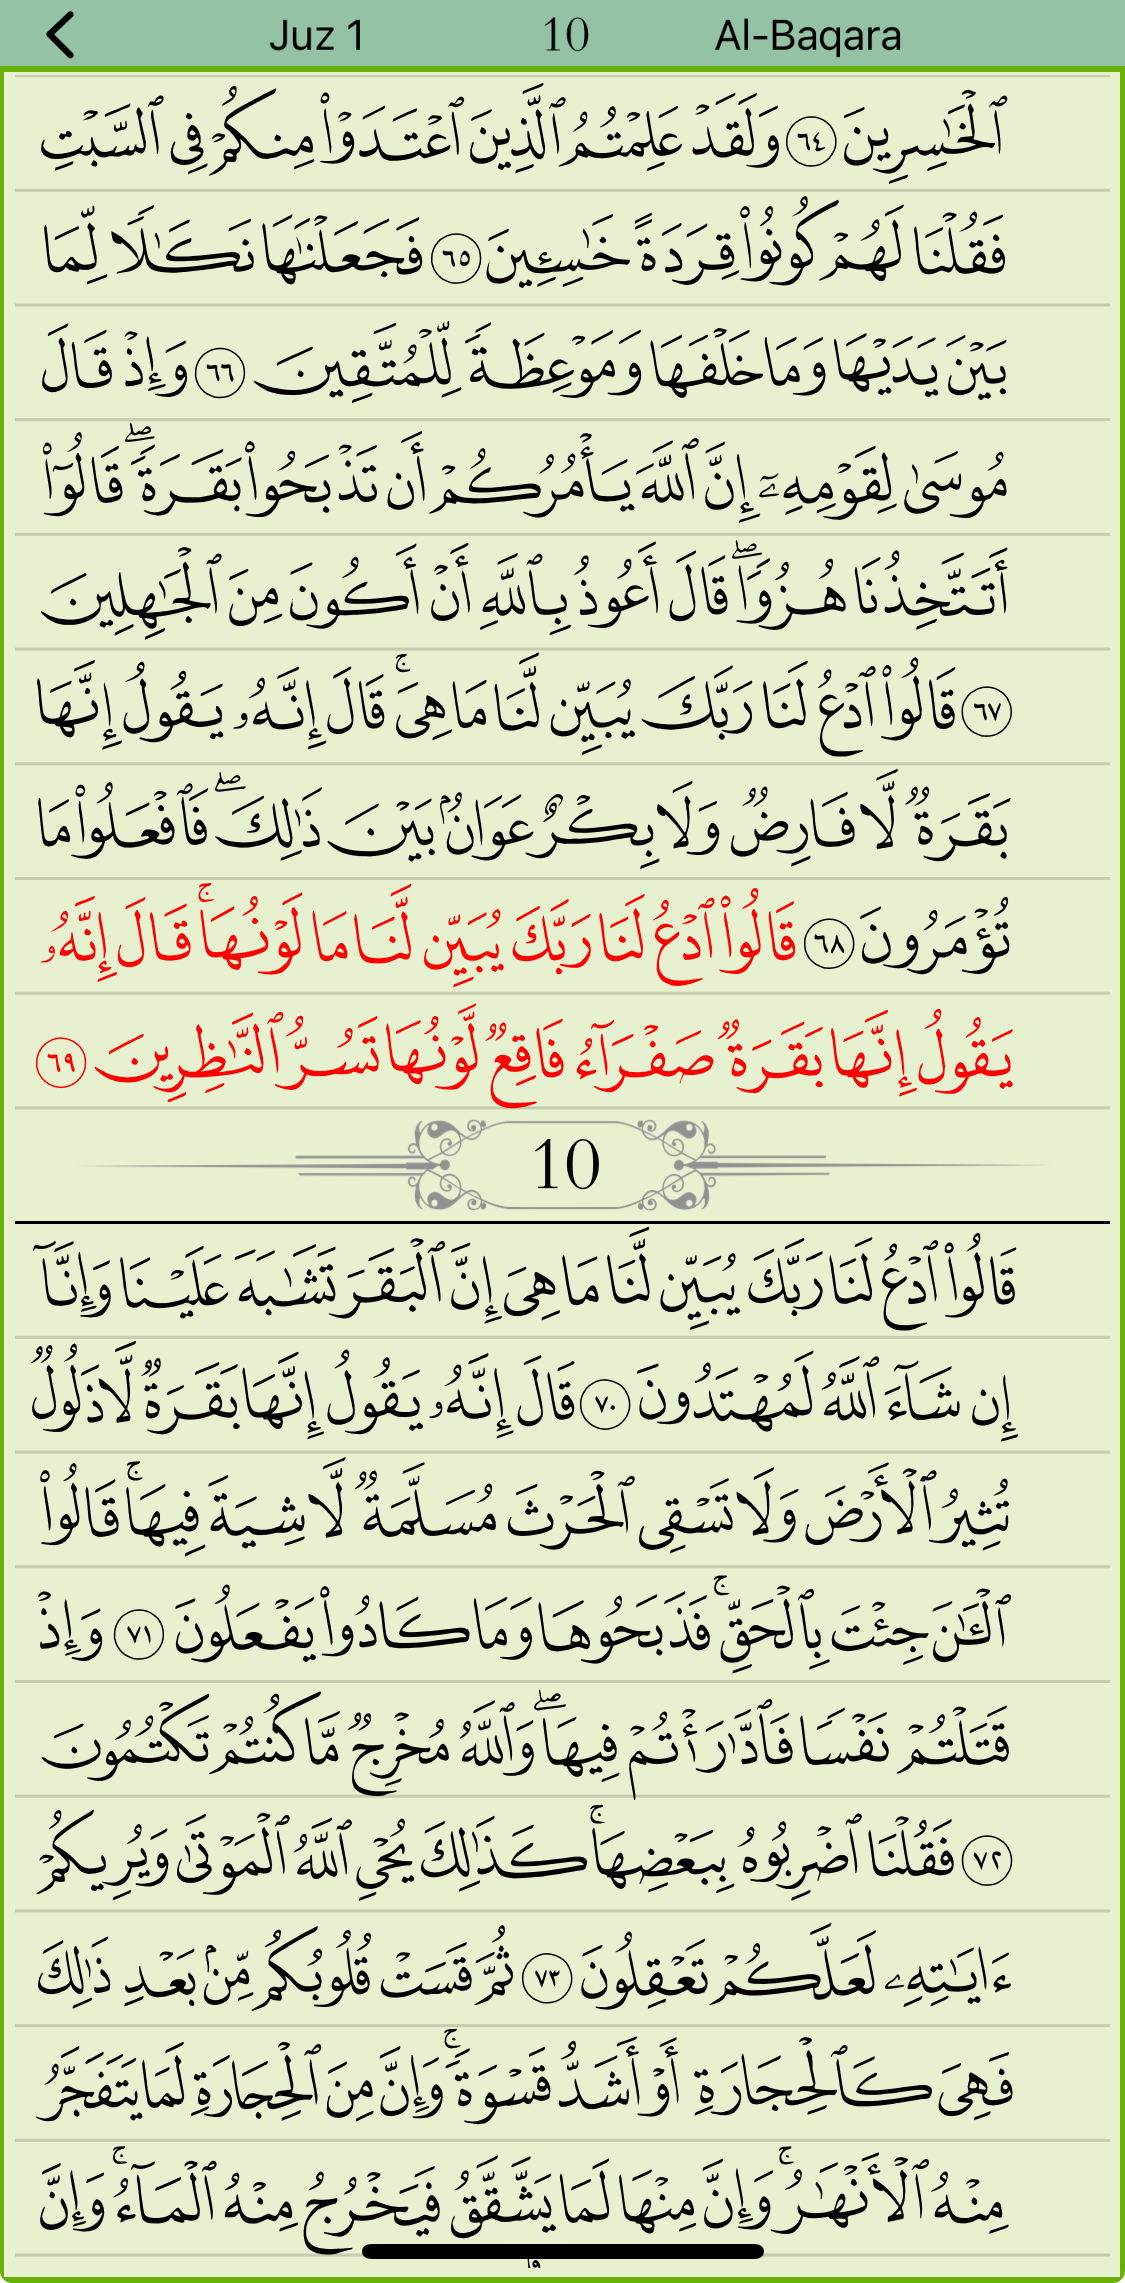 Juz 1 10 Al-Baqara
ٱلۡخَٰسِرِينَ ٦٤ وَلَقَدۡ عَلِمۡتُمُ ٱلَّذِينَ ٱعۡتَدَوۡاْ مِنكُمۡ فِي ٱلسَّبۡتِ
فَقُلۡنَا لَهُمۡ كُونُواْ قِرَدَةً خَٰسِـِٔينَ ٦٥ فَجَعَلۡنَٰهَا نَكَٰلٗا لِّمَا
بَيۡنَ يَدَيۡهَا وَمَا خَلۡفَهَا وَمَوۡعِظَةٗ لِّلۡمُتَّقِينَ ٦٦ وَإِذۡ قَالَ
مُوسَىٰ لِقَوۡمِهِۦٓ إِنَّ ٱللَّهَ يَأۡمُرُكُمۡ أَن تَذۡبَحُواْ بَقَرَةٗۖ قَالُوٓاْ
أَتَتَّخِذُنَا هُزُوٗاۖ قَالَ أَعُوذُ بِٱللَّهِ أَنۡ أَكُونَ مِنَ ٱلۡجَٰهِلِينَ
٦٧ قَالُواْ ٱدۡعُ لَنَا رَبَّكَ يُبَيِّن لَّنَا مَا هِيَۚ قَالَ إِنَّهُۥ يَقُولُ إِنَّهَا
بَقَرَةٞ لَّا فَارِضٞ وَلَا بِكۡرٌ عَوَانُۢ بَيۡنَ ذَٰلِكَۖ فَٱفۡعَلُواْ مَا
تُؤۡمَرُونَ ٦٨ قَالُواْ ٱدۡعُ لَنَا رَبَّكَ يُبَيِّن لَّنَا مَا لَوۡنُهَاۚ قَالَ إِنَّهُۥ
يَقُولُ إِنَّهَا بَقَرَةٞ صَفۡرَآءُ فَاقِعٞ لَّوۡنُهَا تَسُرُّ ٱلنَّٰظِرِينَ ٦٩
10
قَالُواْ ٱدۡعُ لَنَا رَبَّكَ يُبَيِّن لَّنَا مَا هِيَ إِنَّ ٱلۡبَقَرَ تَشَٰبَهَ عَلَيۡنَا وَإِنَّآ
إِن شَآءَ ٱللَّهُ لَمُهۡتَدُونَ ٧٠ قَالَ إِنَّهُۥ يَقُولُ إِنَّهَا بَقَرَةٞ لَّا ذَلُولٞ
تُثِيرُ ٱلۡأَرۡضَ وَلَا تَسۡقِي ٱلۡحَرۡثَ مُسَلَّمَةٞ لَّا شِيَةَ فِيهَاۚ قَالُواْ
ٱلۡـَٰٔنَ جِئۡتَ بِٱلۡحَقِّۚ فَذَبَحُوهَا وَمَا كَادُواْ يَفۡعَلُونَ ٧١ وَإِذۡ
قَتَلۡتُمۡ نَفۡسٗا فَٱدَّٰرَٰٔتُمۡ فِيهَاۖ وَٱللَّهُ مُخۡرِجٞ مَّا كُنتُمۡ تَكۡتُمُونَ
٧٢ فَقُلۡنَا ٱضۡرِبُوهُ بِبَعۡضِهَاۚ كَذَٰلِكَ يُحۡيِ ٱللَّهُ ٱلۡمَوۡتَىٰ وَيُرِيكُمۡ
ءَايَٰتِهِۦ لَعَلَّكُمۡ تَعۡقِلُونَ ٧٣ ثُمَّ قَسَتۡ قُلُوبُكُم مِّنۢ بَعۡدِ ذَٰلِكَ
فَهِيَ كَٱلۡحِجَارَةِ أَوۡ أَشَدُّ قَسۡوَةٗۚ وَإِنَّ مِنَ ٱلۡحِجَارَةِ لَمَا يَتَفَجَّرُ
مِنۡهُ ٱلۡأَنۡهَٰرُۚ وَإِنَّ مِنۡهَا لَمَا يَشَّقَّقُ فَيَخۡرُجُ مِنۡهُ ٱلۡمَآءُۚ وَإِنَّ